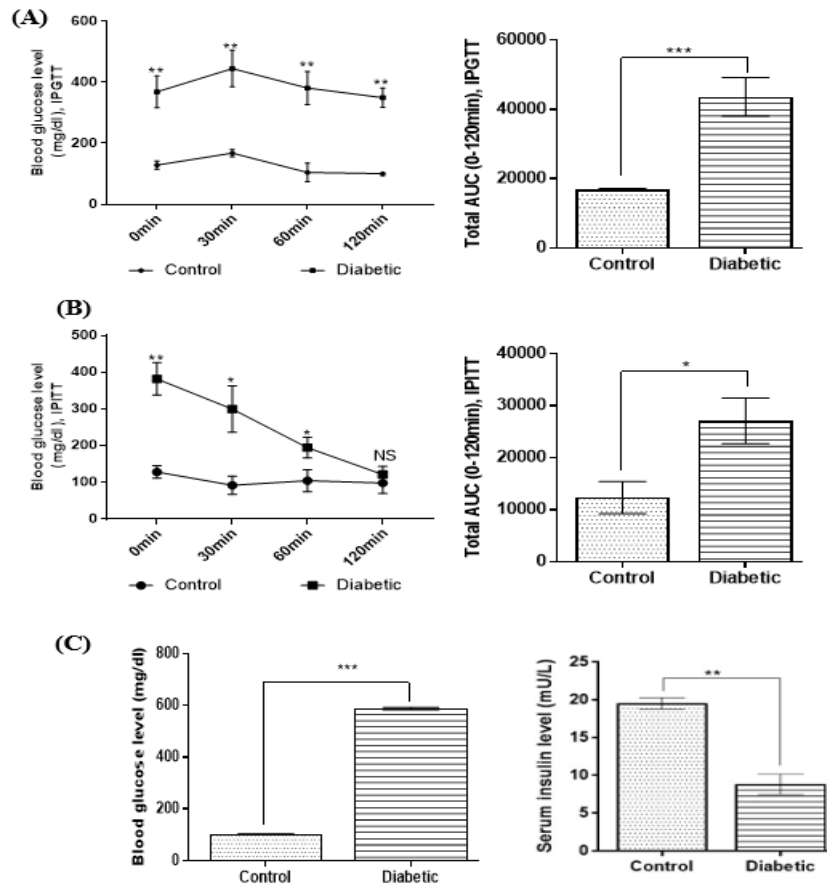 (A)
Blood glucose level
(mg/dl), IPGTT
600
400
200
0
**
**
**
**
0min
30min
60min
120min
Control
Diabetic
Total AUC (0-120min), IPGTT
60000
40000
20000
0
***
Control
Diabetic
(B)
Blood glucose level
(mg/dl), IPITT
500
400
300
200
100
0
**
*
*
NS
0min
30min
60min
120min
Control
Diabetic
Total AUC (0-120min), IPITT
40000
30000
20000
10000
0
*
Control
Diabetic
(C)
Blood glucose level (mg/dl)
800
600
400
200
0
***
Control
Diabetic
Serum insulin level (mU/L)
25
20
15
10
5
0
**
Control
Diabetic